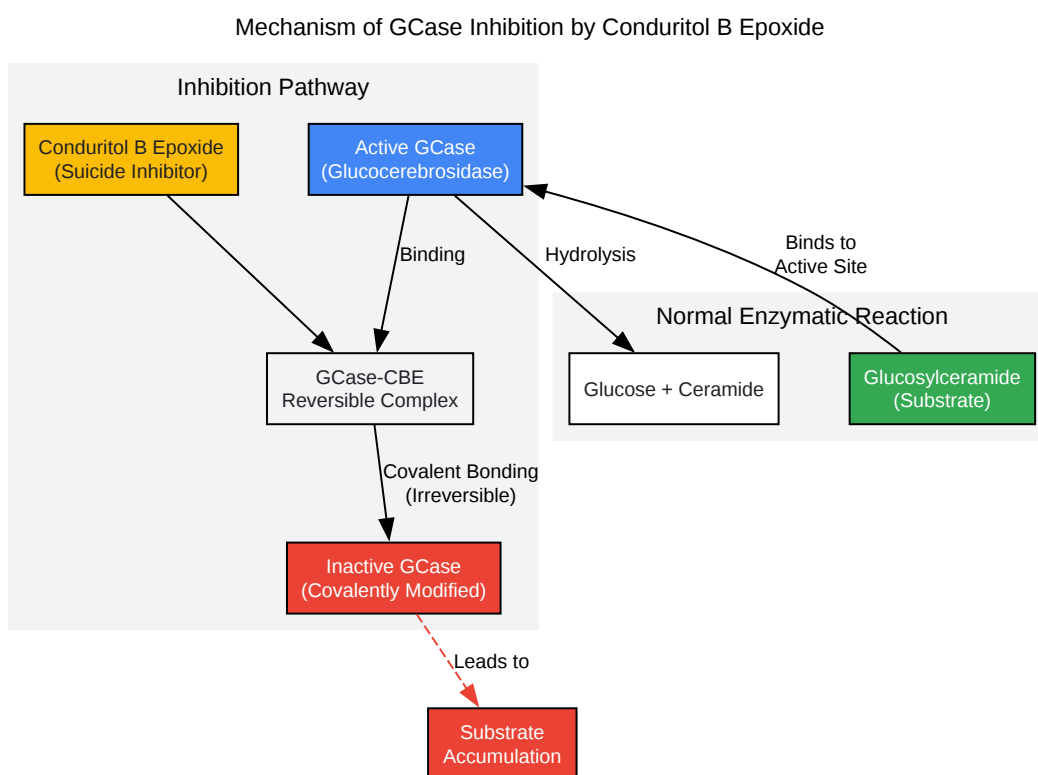 Mechanism of GCase Inhibition by Conduritol B Epoxide
Inhibition Pathway
Conduritol B Epoxide
(Suicide Inhibitor)
Active GCase
(Glucocerebrosidase)
Binding
Hydrolysis
Binds to
Active Site
Normal Enzymatic Reaction
GCase-CBE
Reversible Complex
Glucose + Ceramide
Glucosylceramide
(Substrate)
Covalent Bonding
(Irreversible)
Inactive GCase
(Covalently Modified)
Leads to
Substrate
Accumulation